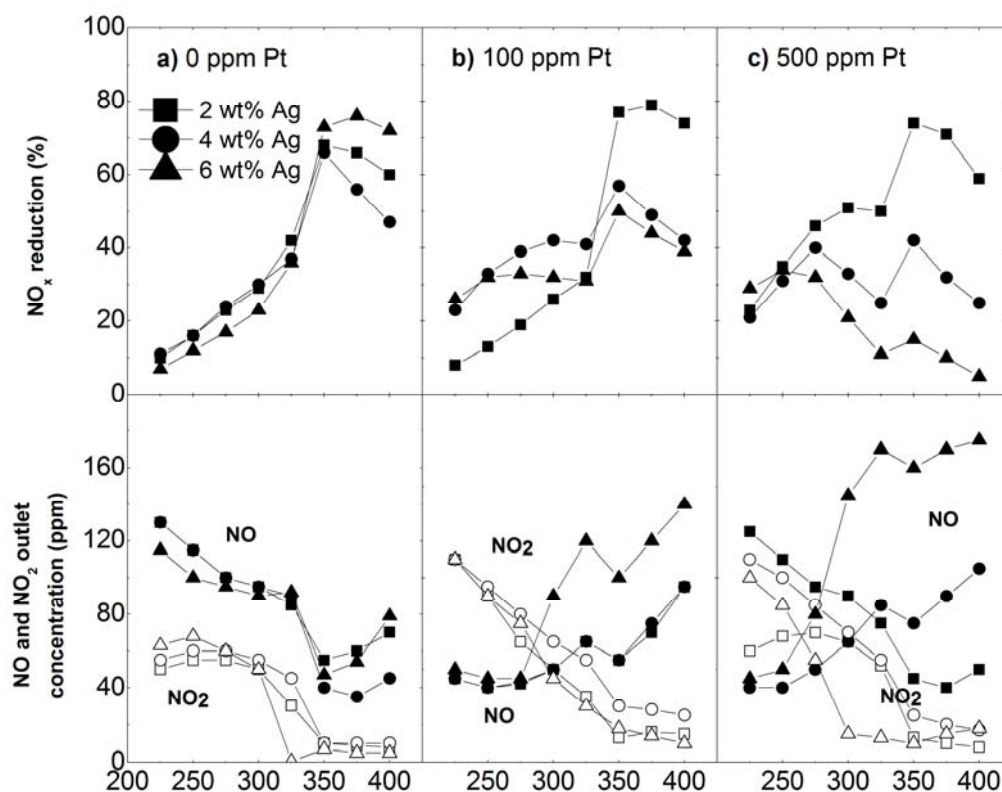 100
80
60
40
20
0
NOx reduction (%)
a) 0 ppm Pt
b) 100 ppm Pt
c) 500 ppm Pt
2 wt% Ag
4 wt% Ag
6 wt% Ag
160
120
80
40
0
NO and NO2 outlet
concentration (ppm)
NO
NO2
NO2
NO
NO
NO2
200 250 300 350 400 250 300 350 400 250 300 350 400